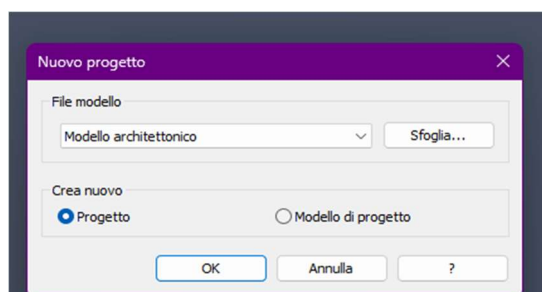 Nuovo progetto
File modello
Modello architettonico
Sfoglia...
Crea nuovo
Progetto Modello di progetto
OK Annulla ?